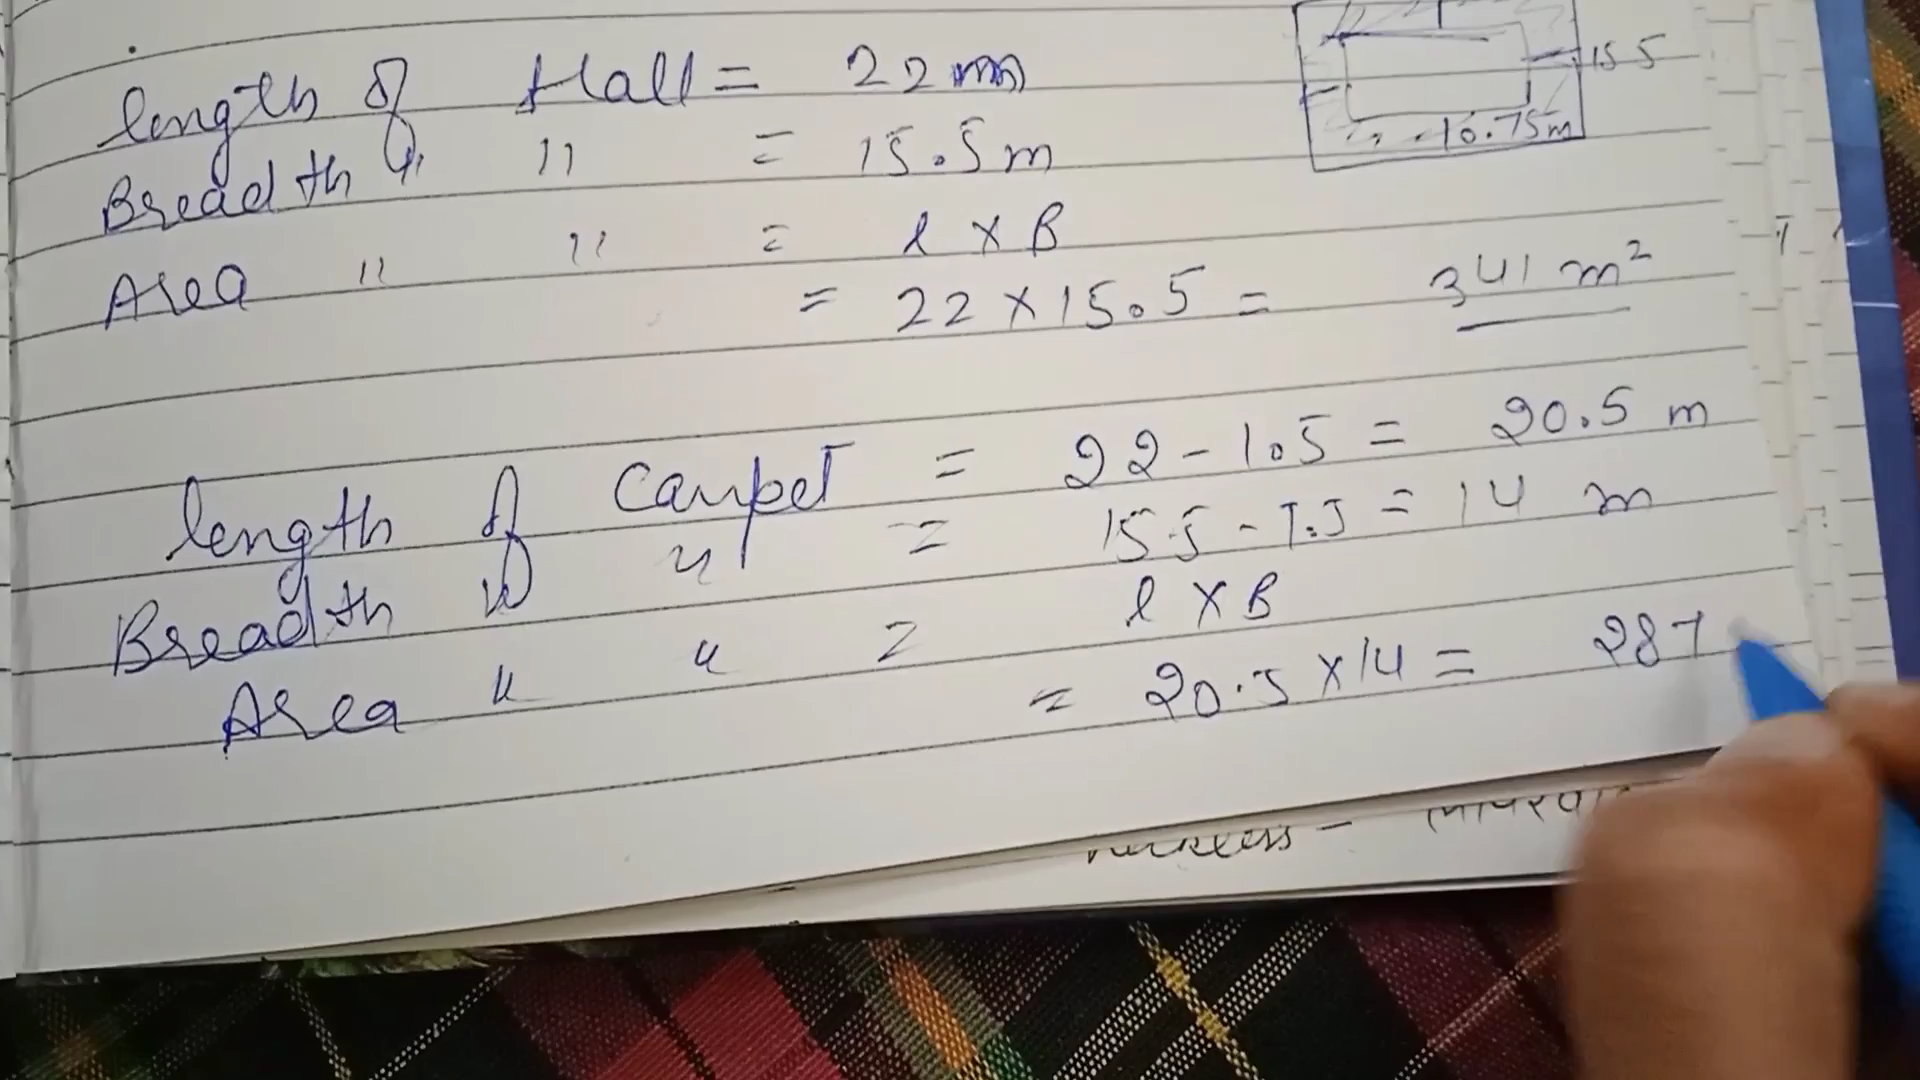 15.5
10.75m
length of Hall = 22 m
Breadth " " = 15.5 m
Area " " = l x B
= 22 x 15.5 = 341 m²
length of Carpet = 22 - 1.5 = 20.5 m
Breadth " " = 15.5 - 1.5 = 14 m
Area " " = l x B
= 20.5 x 14 = 287